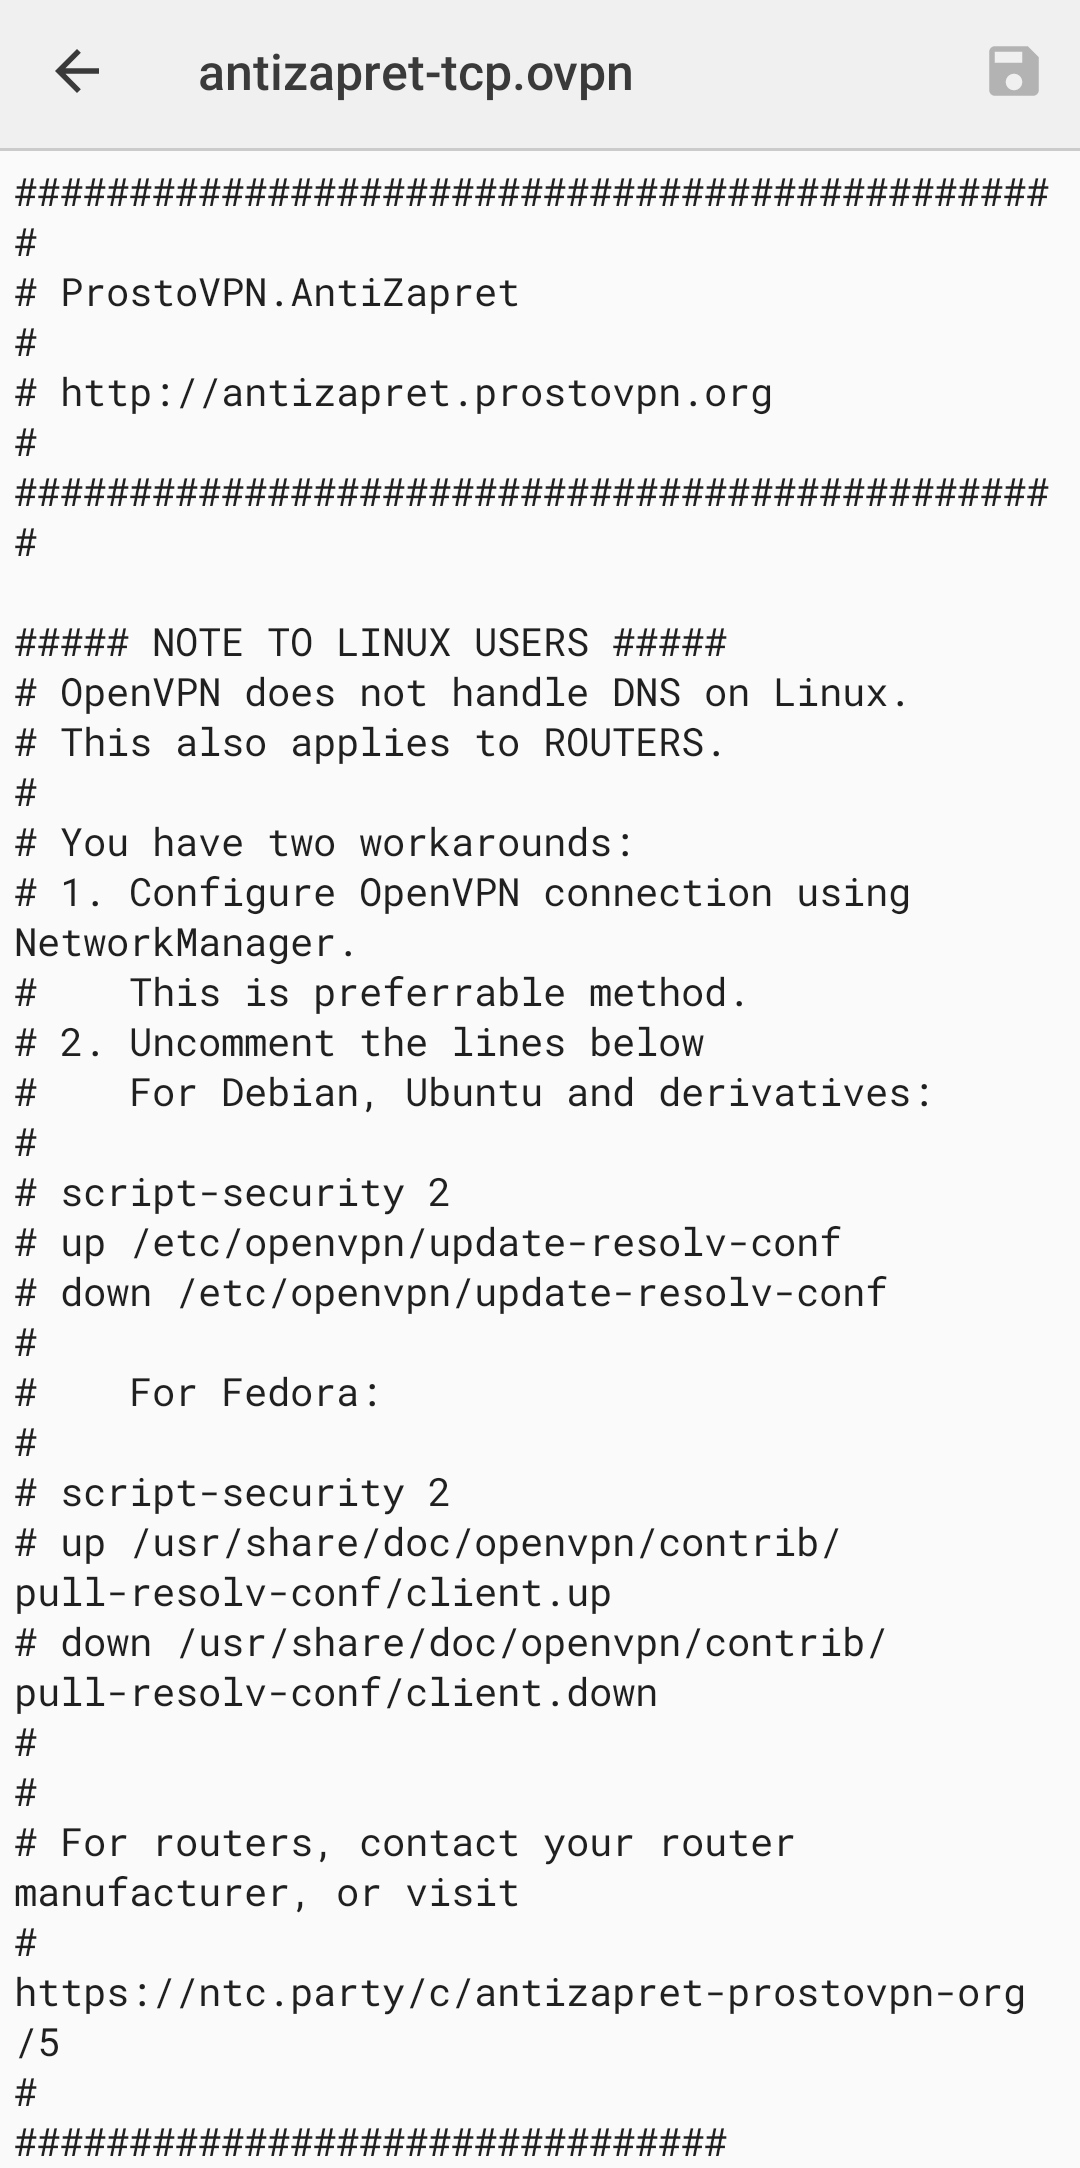 antizapret-tcp.ovpn
#############################################
#
# ProstoVPN.AntiZapret
#
# http://antizapret.prostovpn.org
#
#############################################
#

##### NOTE TO LINUX USERS #####
# OpenVPN does not handle DNS on Linux.
# This also applies to ROUTERS.
#
# You have two workarounds:
# 1. Configure OpenVPN connection using
NetworkManager.
#    This is preferrable method.
# 2. Uncomment the lines below
#    For Debian, Ubuntu and derivatives:
#
# script-security 2
# up /etc/openvpn/update-resolv-conf
# down /etc/openvpn/update-resolv-conf
#
#    For Fedora:
#
# script-security 2
# up /usr/share/doc/openvpn/contrib/
pull-resolv-conf/client.up
# down /usr/share/doc/openvpn/contrib/
pull-resolv-conf/client.down
#
#
# For routers, contact your router
manufacturer, or visit
#
https://ntc.party/c/antizapret-prostovpn-org
/5
#
###############################